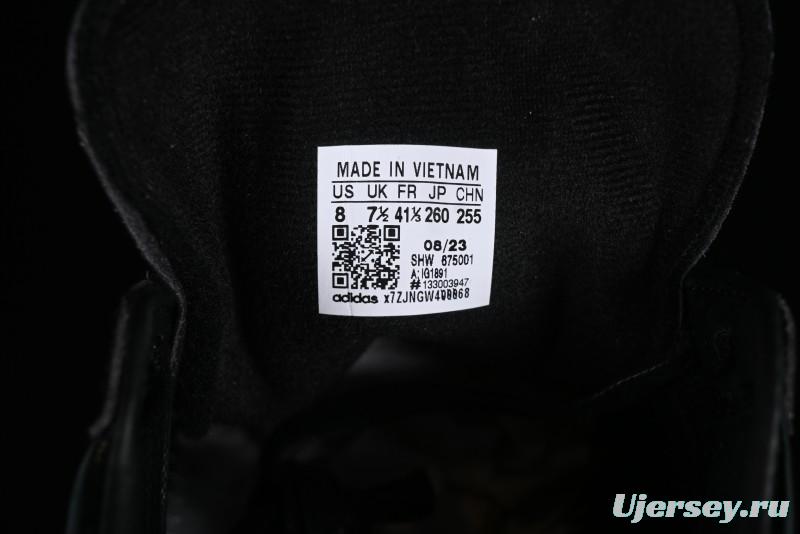 MADE IN VIETNAM
US UK FR JP CHN
8 7½ 41⅓ 260 255
08/23
SHW 675001
A: IG1891
# 133003947
adidas
Ujersey.ru